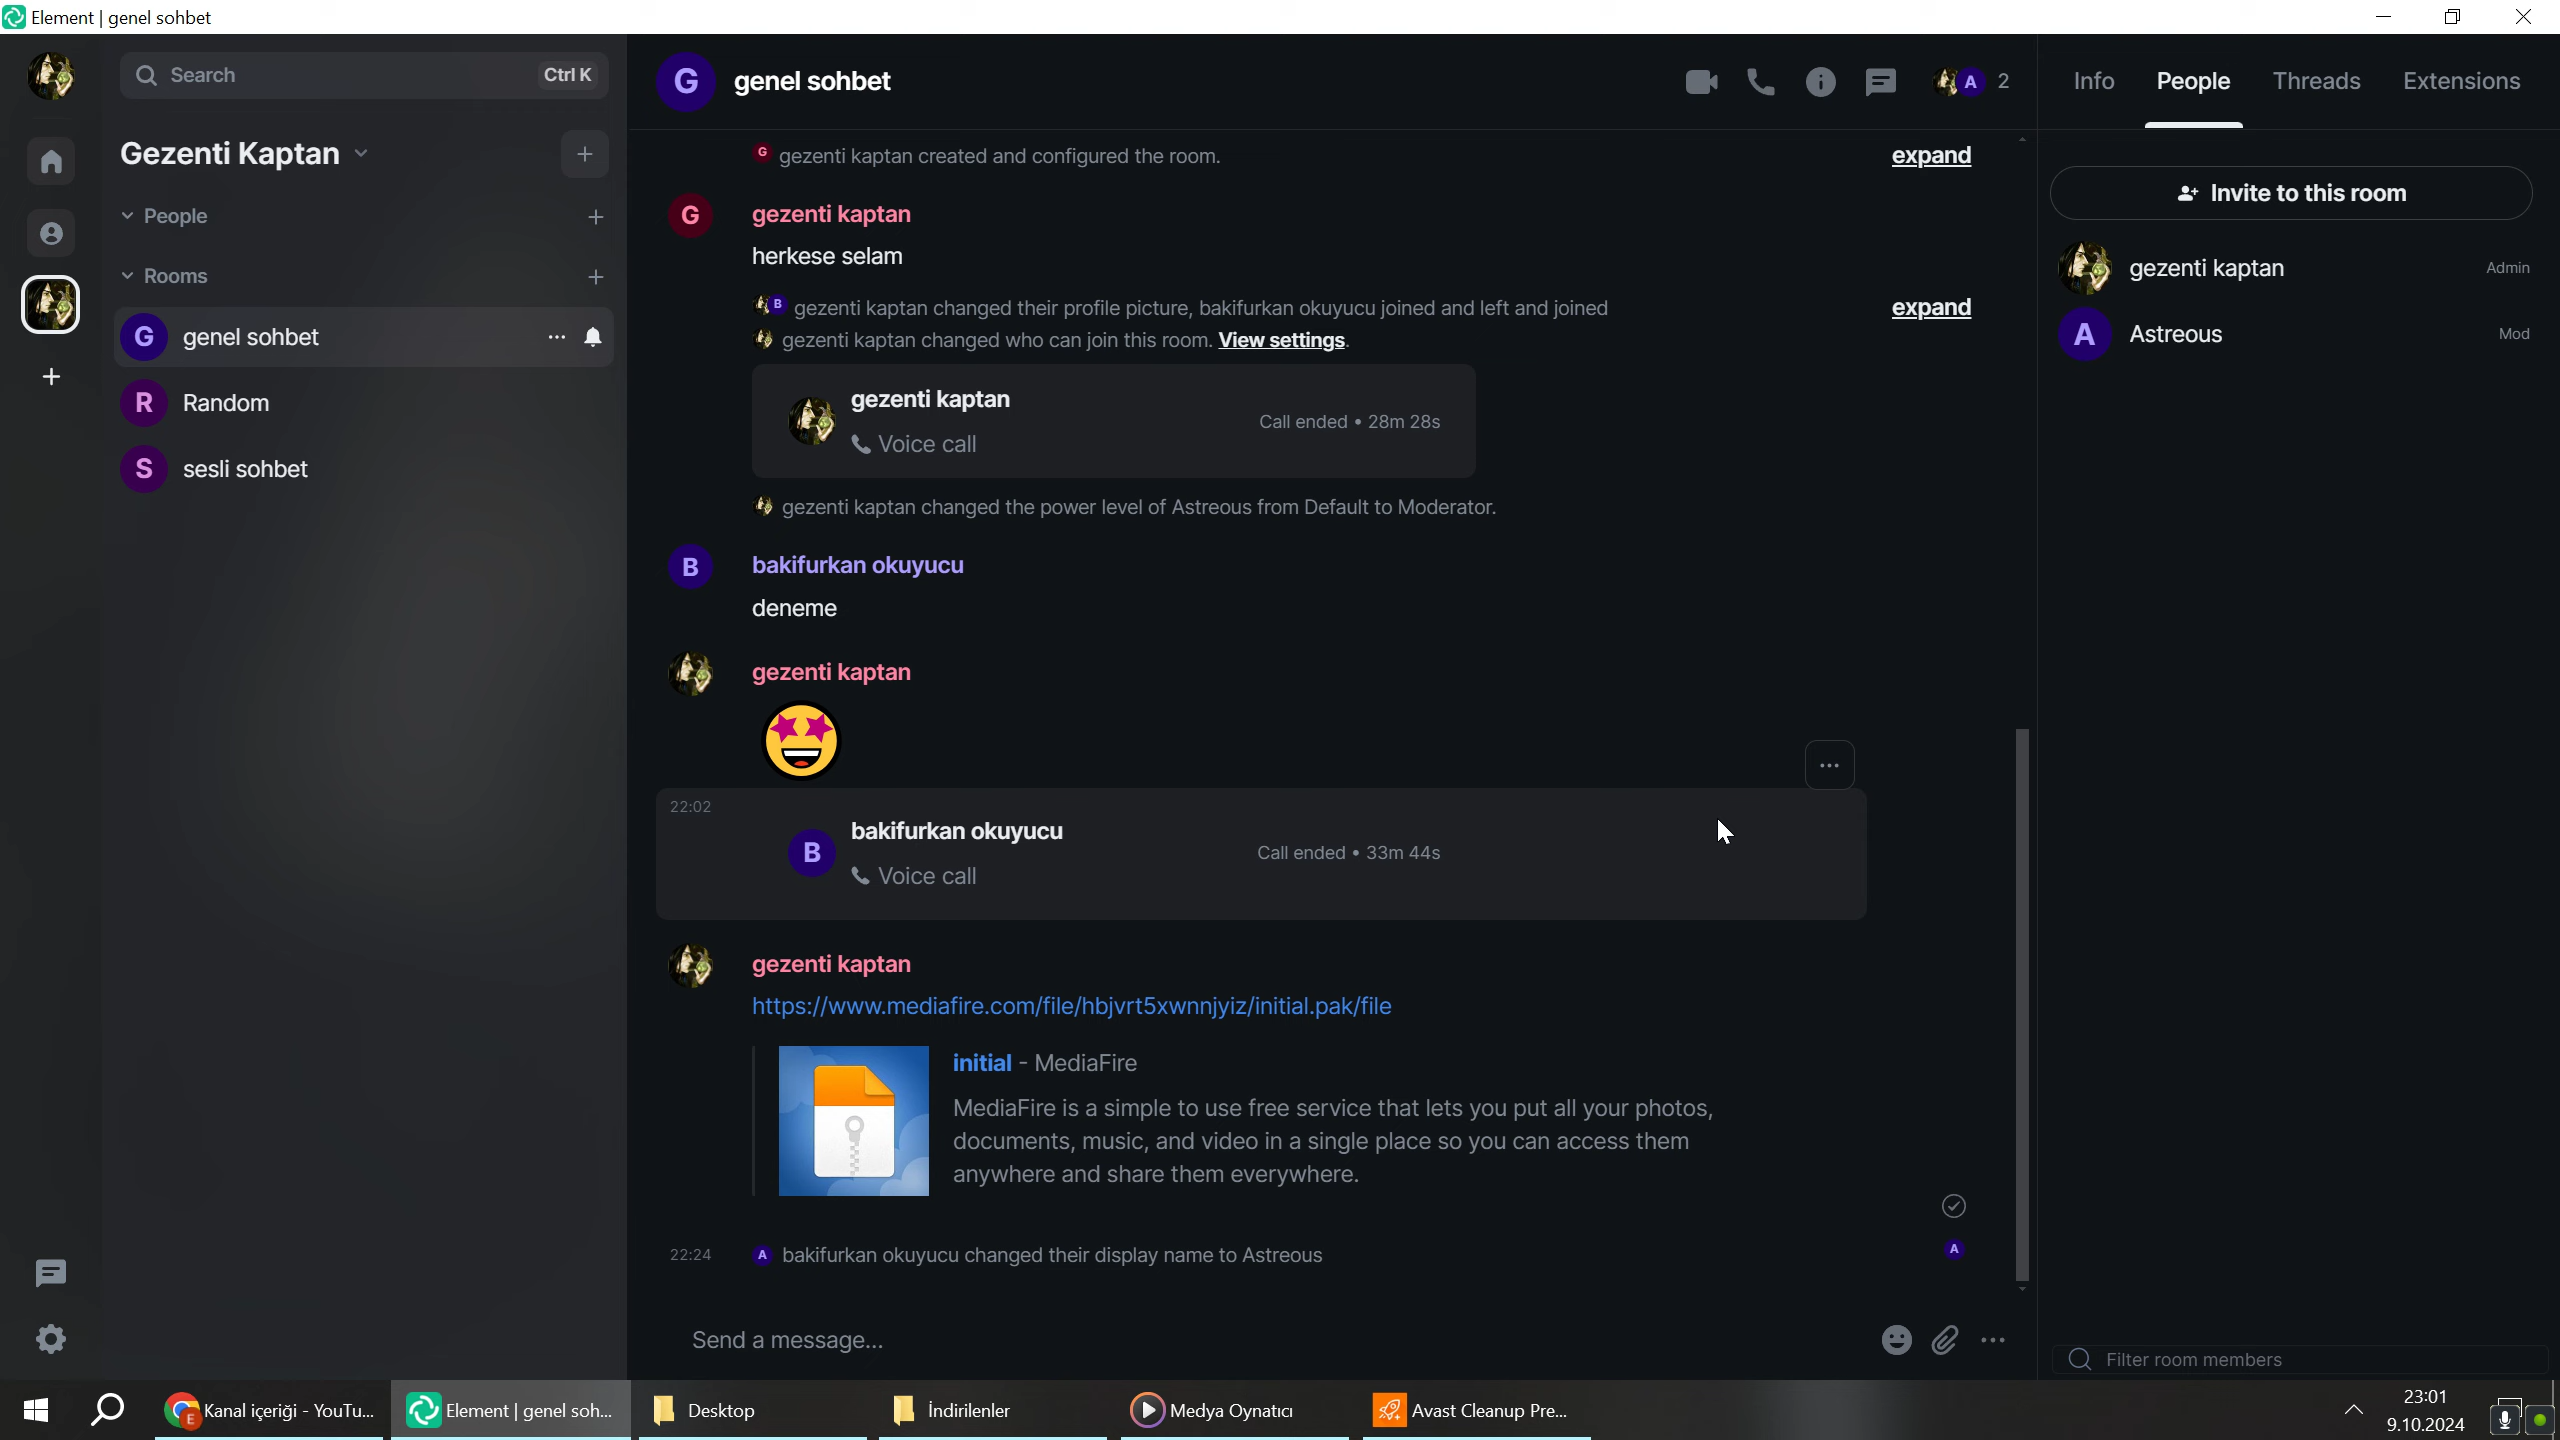 Element | genel sohbet
Search
Ctrl K
Gezenti Kaptan
People
Rooms
G genel sohbet
R Random
S sesli sohbet
G genel sohbet
A 2
G gezenti kaptan created and configured the room.
expand
G gezenti kaptan
herkese selam
B gezenti kaptan changed their profile picture, bakifurkan okuyucu joined and left and joined
expand
gezenti kaptan changed who can join this room. View settings.
gezenti kaptan
Voice call
Call ended • 28m 28s
gezenti kaptan changed the power level of Astreous from Default to Moderator.
B bakifurkan okuyucu
deneme
gezenti kaptan
22:02
B bakifurkan okuyucu
Voice call
Call ended • 33m 44s
gezenti kaptan
https://www.mediafire.com/file/hbjvrt5xwnnjyiz/initial.pak/file
initial - MediaFire
MediaFire is a simple to use free service that lets you put all your photos,
documents, music, and video in a single place so you can access them
anywhere and share them everywhere.
22:24 A bakifurkan okuyucu changed their display name to Astreous
A
Send a message...
Info People Threads Extensions
Invite to this room
gezenti kaptan Admin
A Astreous Mod
Filter room members
E Kanal içeriği - YouTu...
Element | genel soh...
Desktop
İndirilenler
Medya Oynatıcı
Avast Cleanup Pre...
23:01
9.10.2024